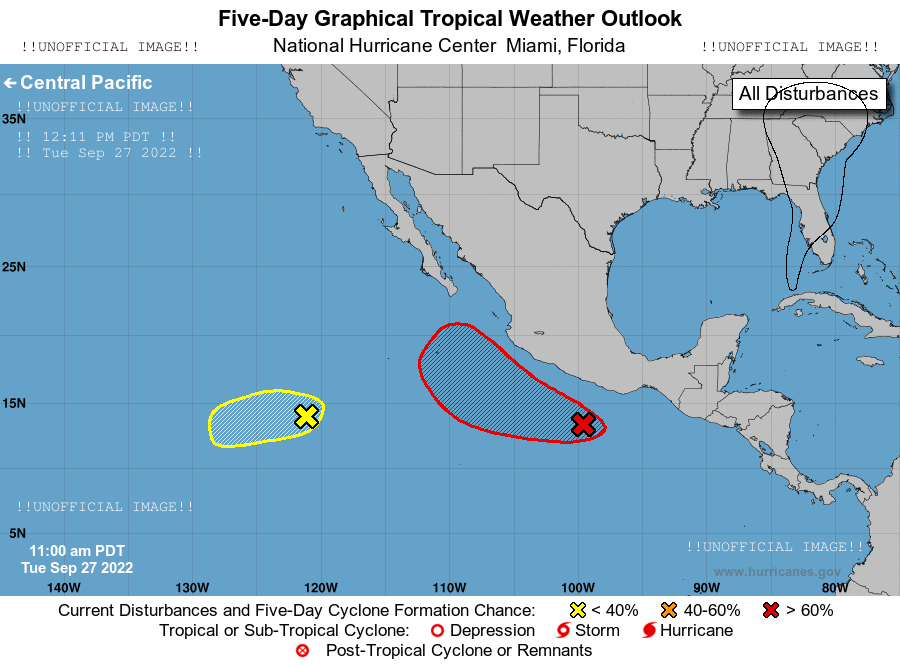 Five-Day Graphical Tropical Weather Outlook
!!UNOFFICIAL IMAGE!! National Hurricane Center Miami, Florida !!UNOFFICIAL IMAGE!!
← Central Pacific
All Disturbances
!!UNOFFICIAL IMAGE!!
35N
!! 12:11 PM PDT !!
!! Tue Sep 27 2022 !!
25N
15N
!!UNOFFICIAL IMAGE!!
5N
11:00 am PDT
Tue Sep 27 2022
!!UNOFFICIAL IMAGE!!
www.hurricanes.gov
140W 130W 120W 110W 100W 90W 80W
Current Disturbances and Five-Day Cyclone Formation Chance: < 40% 40-60% > 60%
Tropical or Sub-Tropical Cyclone: Depression Storm Hurricane
Post-Tropical Cyclone or Remnants